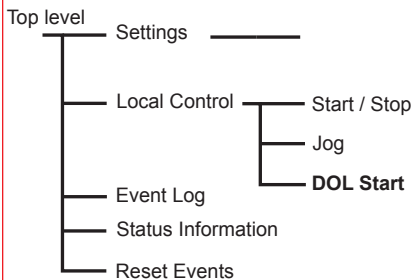 Top level
Settings
Local Control
Start / Stop
Jog
DOL Start
Event Log
Status Information
Reset Events